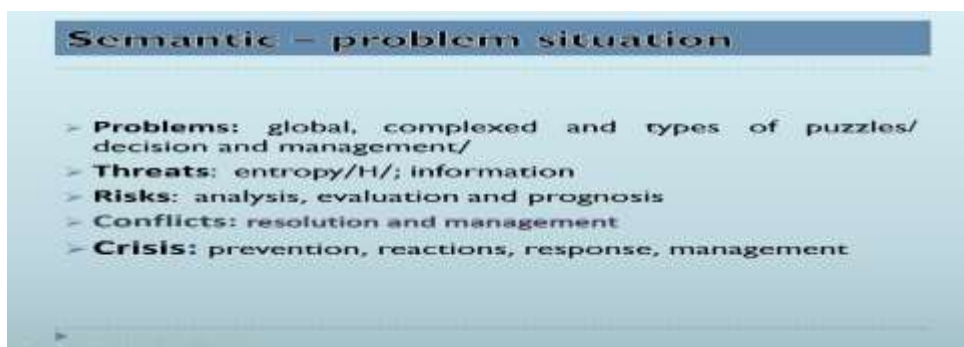 Semantic – problem situation
Problems: global, complexed and types of puzzles/
decision and management/
Threats: entropy/H/; information
Risks: analysis, evaluation and prognosis
Conflicts: resolution and management
Crisis: prevention, reactions, response, management